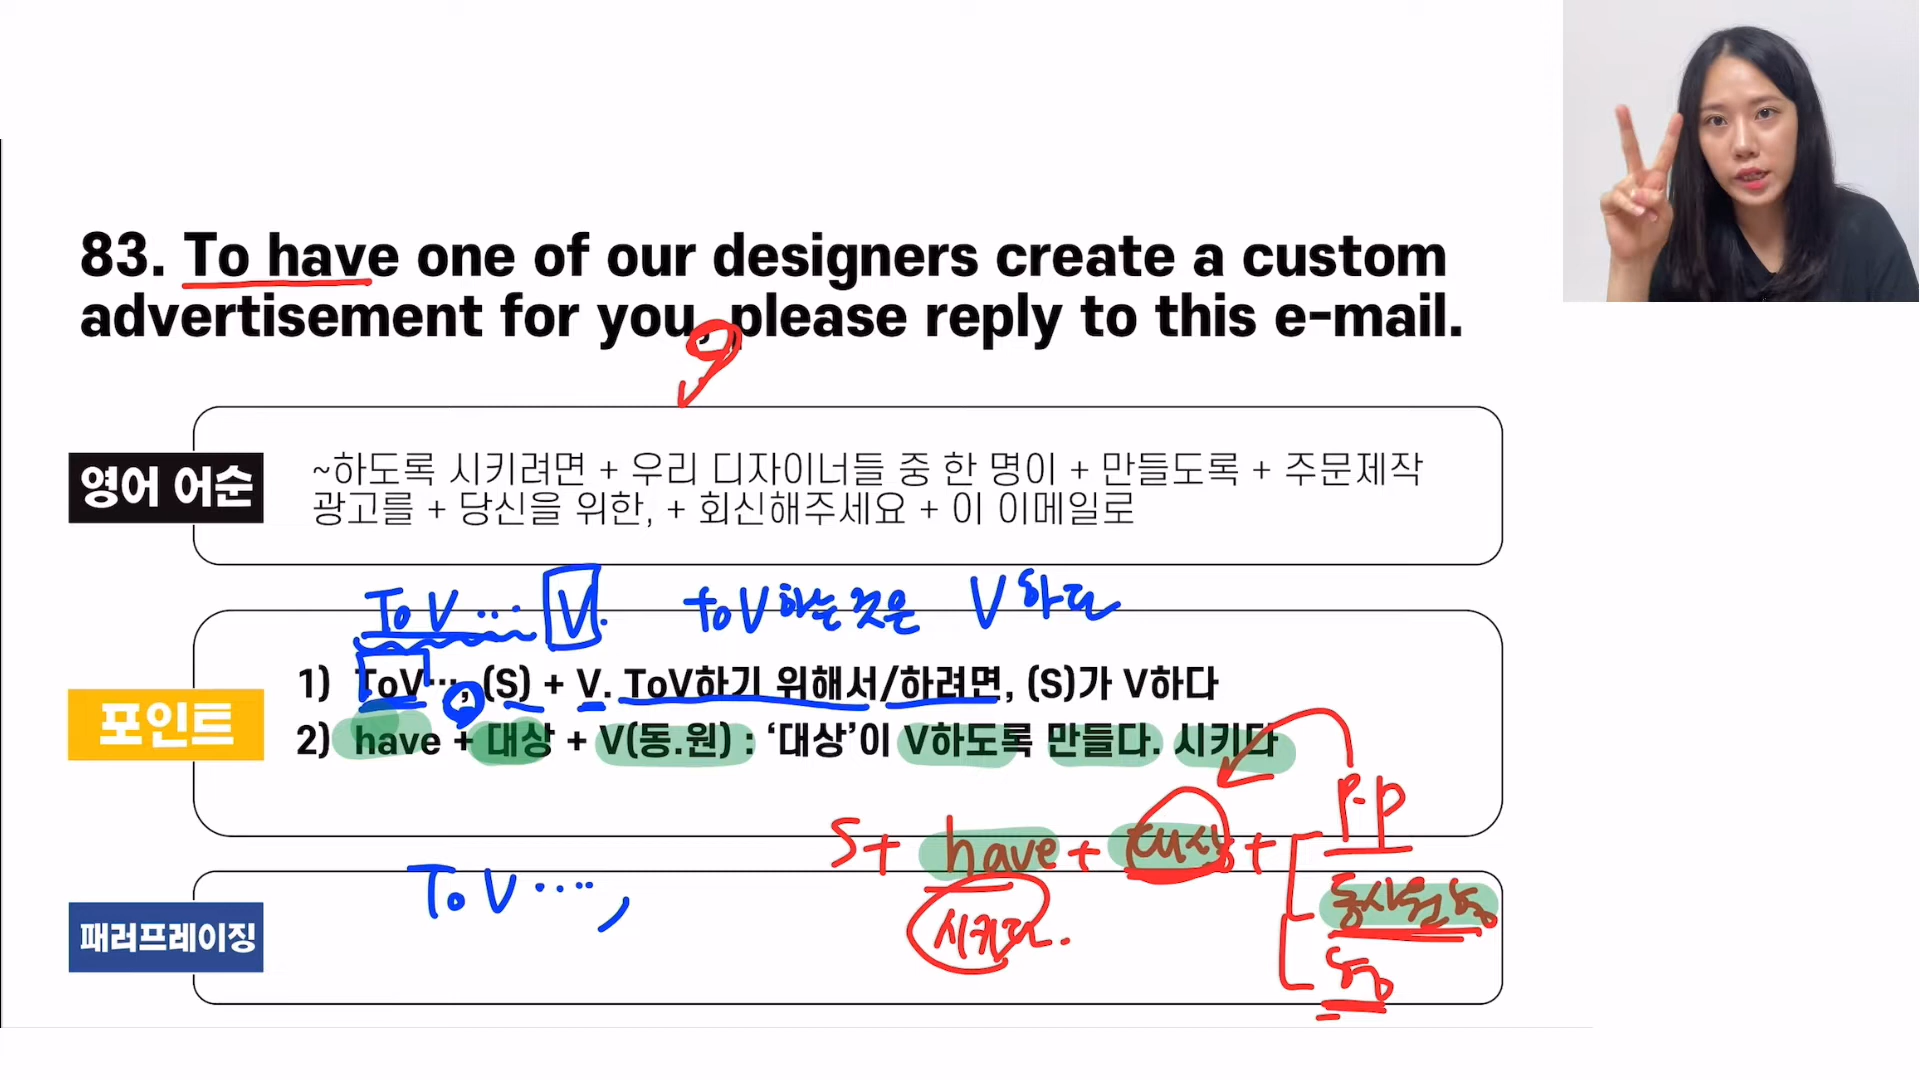 83. To have one of our designers create a custom
advertisement for you, please reply to this e-mail.
영어 어순
~하도록 시키려면 + 우리 디자이너들 중 한 명이 + 만들도록 + 주문제작
광고를 + 당신을 위한, + 회신해주세요 + 이 이메일로
To V ... V. to V 하는 것은 V 하다
포인트
1) ToV…, (S) + V. ToV하기 위해서/하려면, (S)가 V하다
2) have + 대상 + V(동.원) : ‘대상’이 V하도록 만들다. 시키다
p.p
S + have + 대상 +
To V ...., 동사원형
시키다.
패러프레이징
형